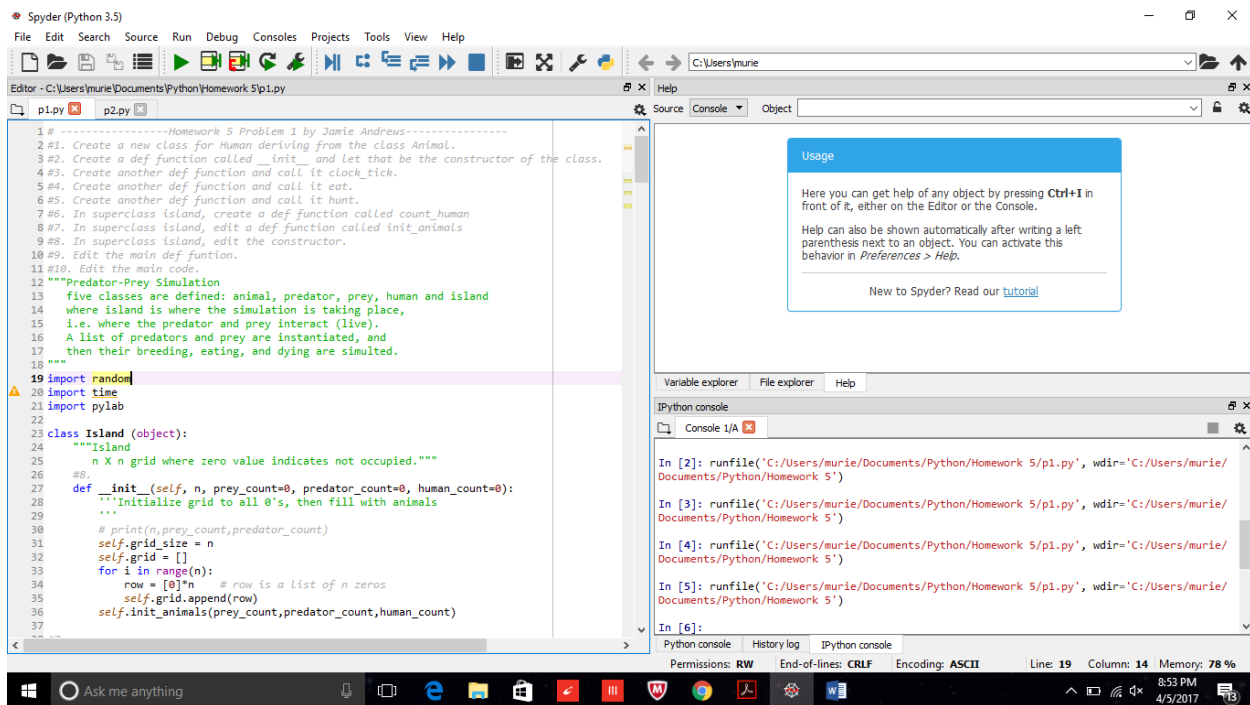 Spyder (Python 3.5)
File Edit Search Source Run Debug Consoles Projects Tools View Help
C:\Users\murie
Editor - C:\Users\murie\Documents\Python\Homework 5\p1.py
p1.py p2.py
1 # -----------------Homework 5 Problem 1 by Jamie Andrews----------------
2 #1. Create a new class for Human deriving from the class Animal.
3 #2. Create a def function called __init__ and let that be the constructor of the class.
4 #3. Create another def function and call it clock_tick.
5 #4. Create another def function and call it eat.
6 #5. Create another def function and call it hunt.
7 #6. In superclass island, create a def function called count_human
8 #7. In superclass island, edit a def function called init_animals
9 #8. In superclass island, edit the constructor.
10 #9. Edit the main def funtion.
11 #10. Edit the main code.
12 """Predator-Prey Simulation
13 five classes are defined: animal, predator, prey, human and island
14 where island is where the simulation is taking place,
15 i.e. where the predator and prey interact (live).
16 A list of predators and prey are instantiated, and
17 then their breeding, eating, and dying are simulted.
18 """
19 import random
20 import time
21 import pylab
22
23 class Island (object):
24 """Island
25 n X n grid where zero value indicates not occupied."""
26 #8.
27 def __init__(self, n, prey_count=0, predator_count=0, human_count=0):
28 '''Initialize grid to all 0's, then fill with animals
29 '''
30 # print(n,prey_count,predator_count)
31 self.grid_size = n
32 self.grid = []
33 for i in range(n):
34 row = [0]*n # row is a list of n zeros
35 self.grid.append(row)
36 self.init_animals(prey_count,predator_count,human_count)
37
Help
Source Console Object
Usage
Here you can get help of any object by pressing Ctrl+I in
front of it, either on the Editor or the Console.
Help can also be shown automatically after writing a left
parenthesis next to an object. You can activate this
behavior in Preferences > Help.
New to Spyder? Read our tutorial
Variable explorer File explorer Help
IPython console
Console 1/A
In [2]: runfile('C:/Users/murie/Documents/Python/Homework 5/p1.py', wdir='C:/Users/murie/
Documents/Python/Homework 5')
In [3]: runfile('C:/Users/murie/Documents/Python/Homework 5/p1.py', wdir='C:/Users/murie/
Documents/Python/Homework 5')
In [4]: runfile('C:/Users/murie/Documents/Python/Homework 5/p1.py', wdir='C:/Users/murie/
Documents/Python/Homework 5')
In [5]: runfile('C:/Users/murie/Documents/Python/Homework 5/p1.py', wdir='C:/Users/murie/
Documents/Python/Homework 5')
In [6]:
Python console History log IPython console
Permissions: RW End-of-lines: CRLF Encoding: ASCII Line: 19 Column: 14 Memory: 78 %
Ask me anything
8:53 PM
4/5/2017
13